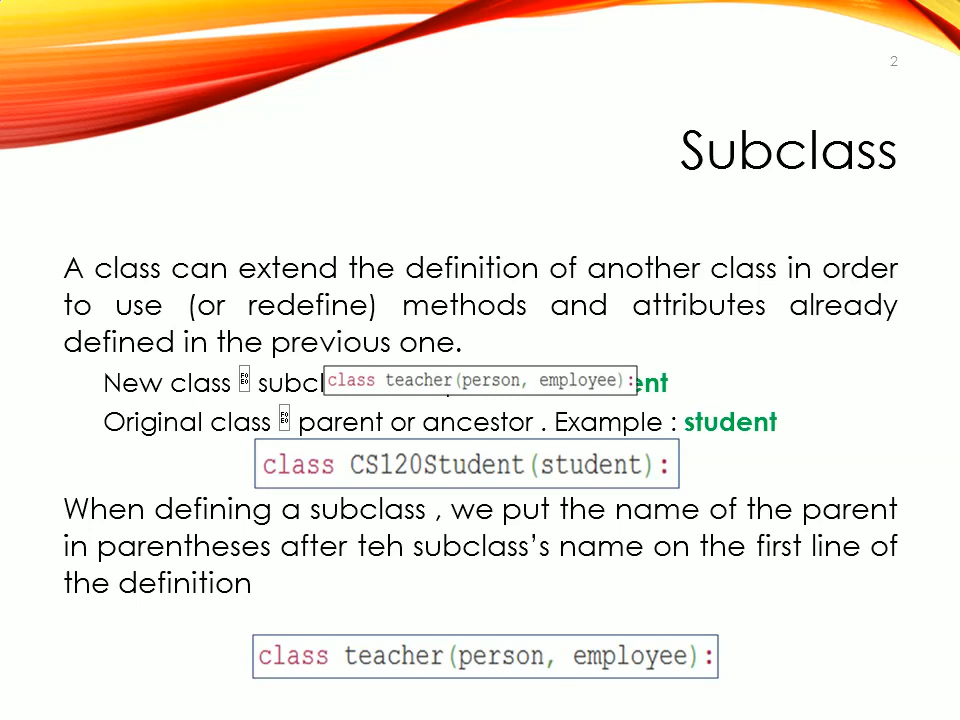 2
Subclass
A class can extend the definition of another class in order
to use (or redefine) methods and attributes already
defined in the previous one.
New class subcl class teacher(person, employee): ent
Original class parent or ancestor . Example : student
class CS120Student(student):
When defining a subclass , we put the name of the parent
in parentheses after teh subclass’s name on the first line of
the definition
class teacher(person, employee):